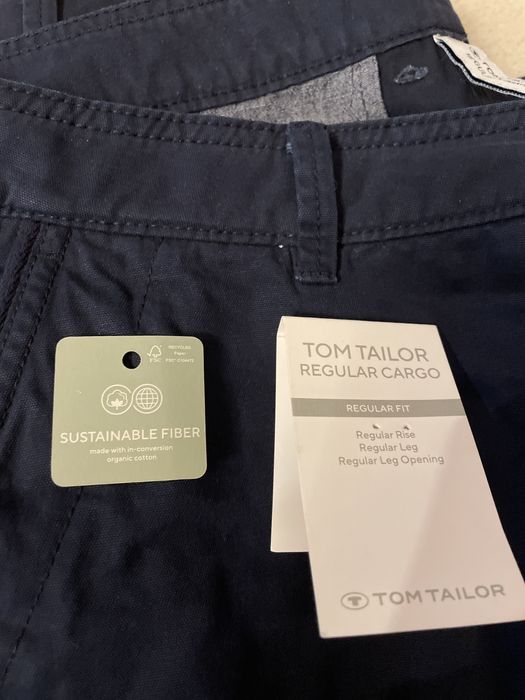 FSC
RECYCLED
Paper
SUSTAINABLE FIBER
made with in-conversion
organic cotton
TOM TAILOR
REGULAR CARGO
REGULAR FIT
Regular Rise
Regular Leg
Regular Leg Opening
TOM TAILOR